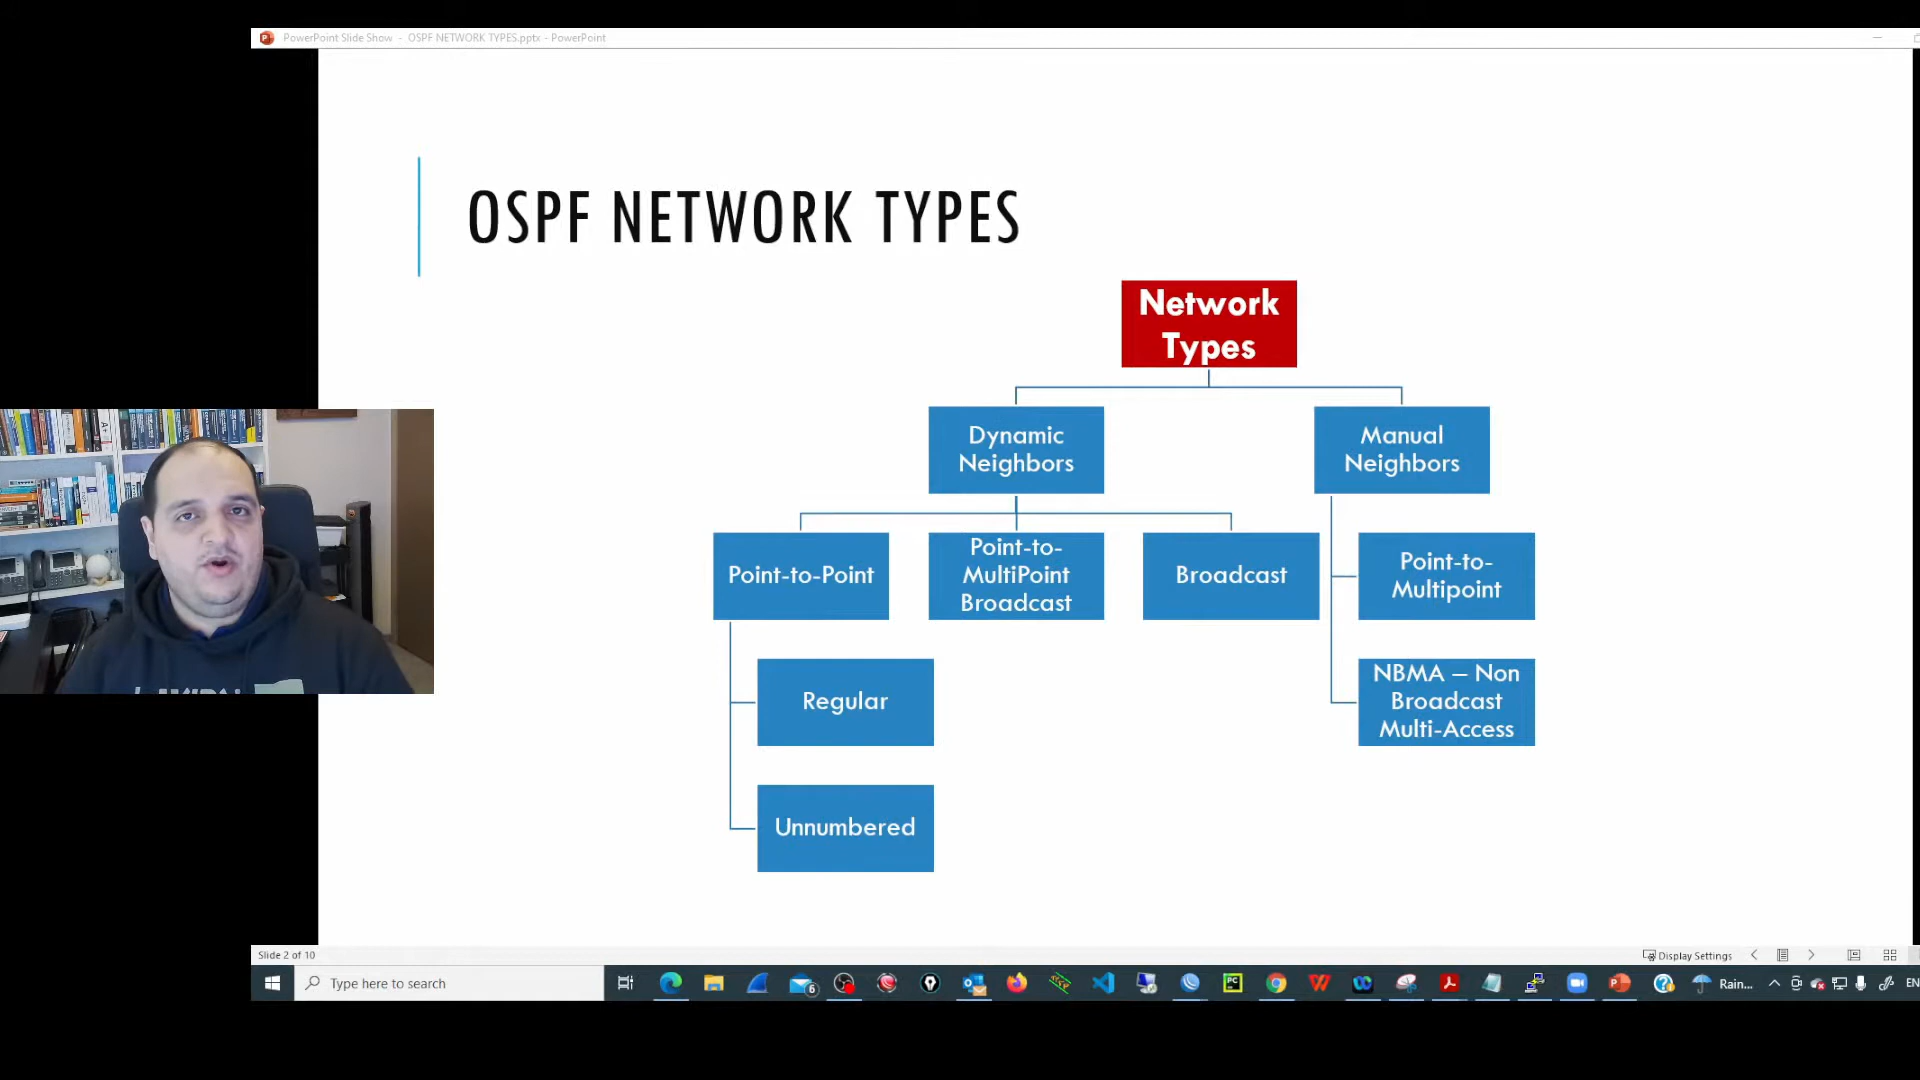 PowerPoint Slide Show - OSPF NETWORK TYPES.pptx - PowerPoint
OSPF NETWORK TYPES
Network
Types
Dynamic
Neighbors
Manual
Neighbors
Point-to-Point
Point-to-
MultiPoint
Broadcast
Broadcast
Point-to-
Multipoint
Regular
NBMA – Non
Broadcast
Multi-Access
Unnumbered
Slide 2 of 10
Display Settings
Type here to search
6
Rain...
EN